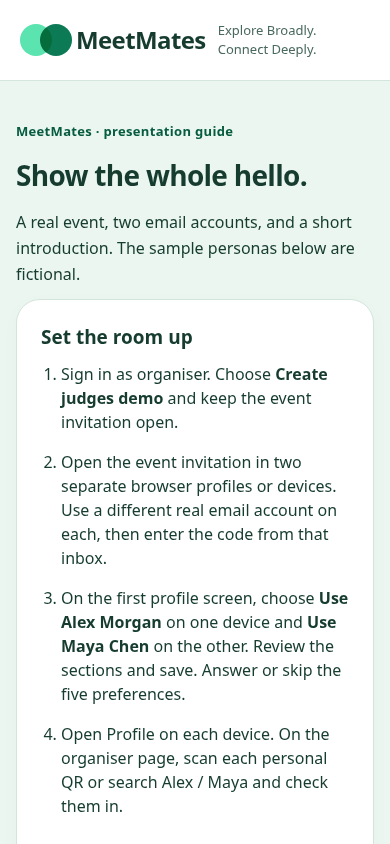 MeetMates
Explore Broadly.
Connect Deeply.
MeetMates · presentation guide
Show the whole hello.
A real event, two email accounts, and a short
introduction. The sample personas below are
fictional.
Set the room up
1. Sign in as organiser. Choose Create
judges demo and keep the event
invitation open.
2. Open the event invitation in two
separate browser profiles or devices.
Use a different real email account on
each, then enter the code from that
inbox.
3. On the first profile screen, choose Use
Alex Morgan on one device and Use
Maya Chen on the other. Review the
sections and save. Answer or skip the
five preferences.
4. Open Profile on each device. On the
organiser page, scan each personal
QR or search Alex / Maya and check
them in.